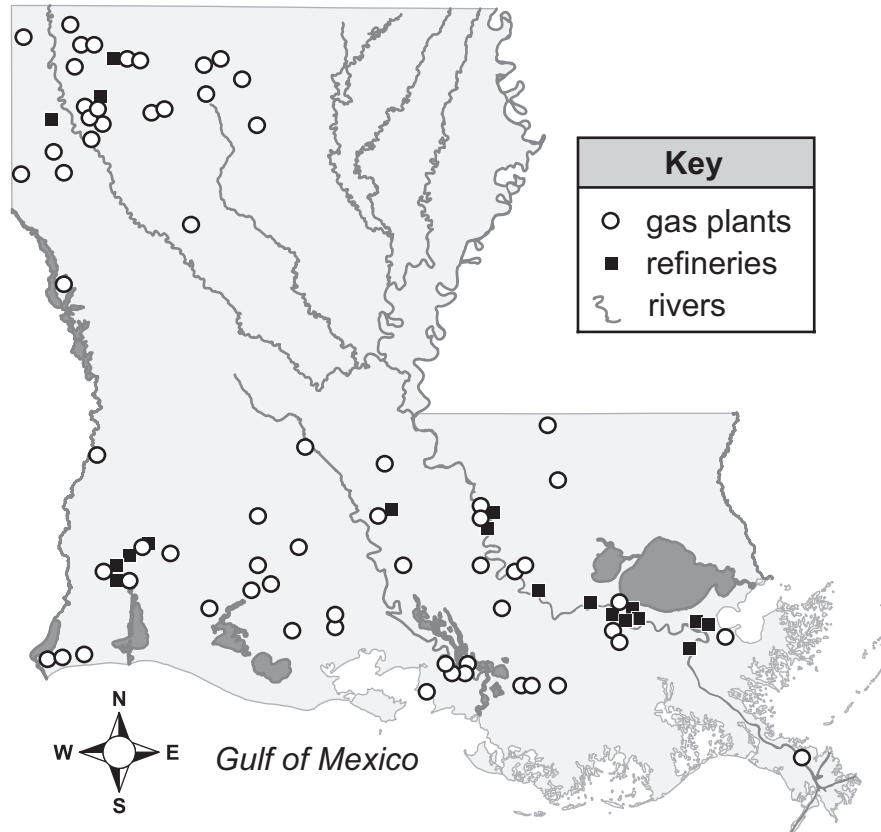 Key
gas plants
refineries
rivers
N
W
E
S
Gulf of Mexico